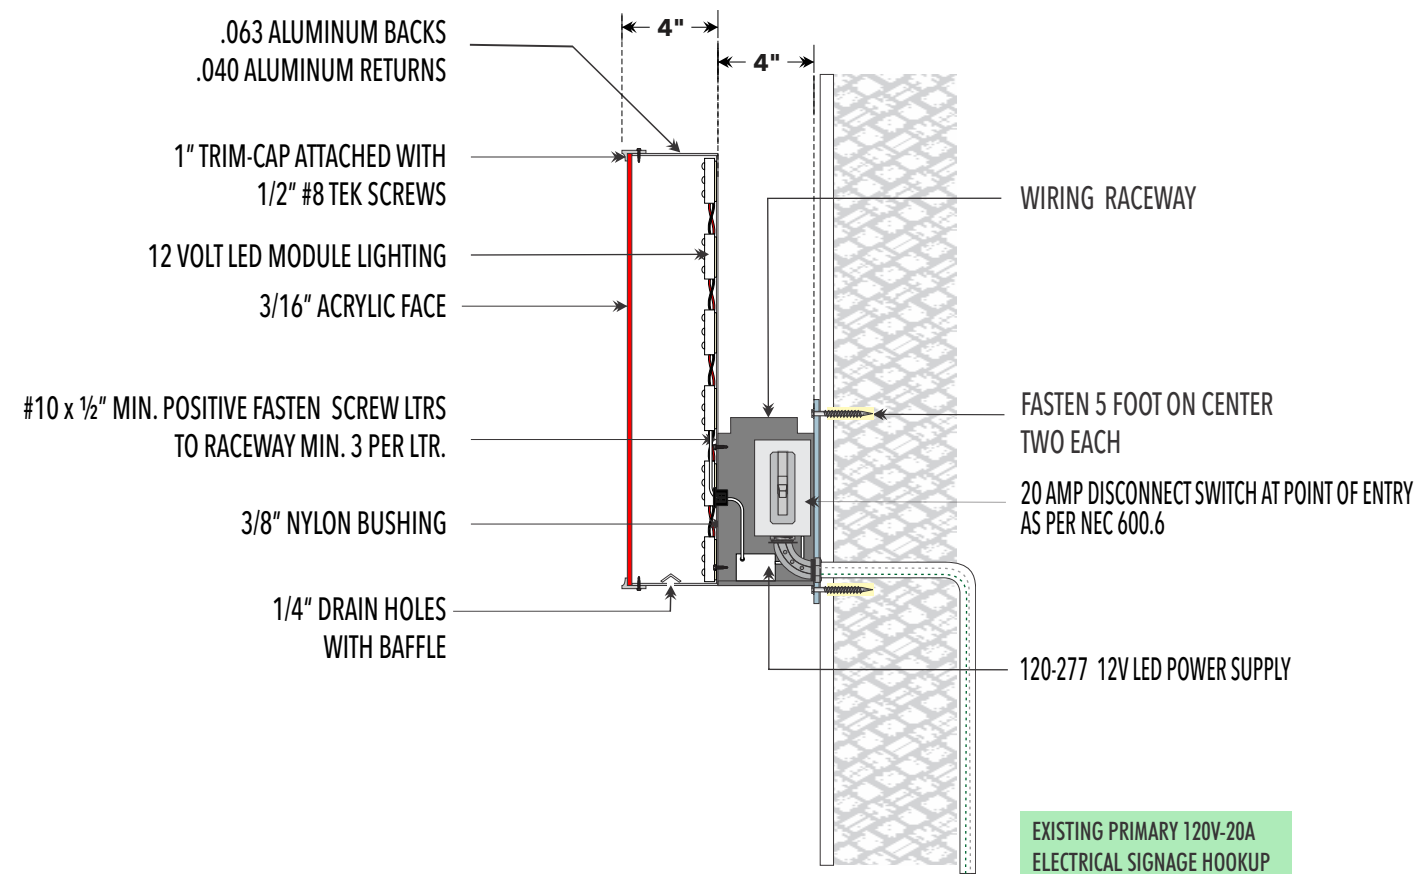 4"
4"
.063 ALUMINUM BACKS
.040 ALUMINUM RETURNS
1" TRIM-CAP ATTACHED WITH
1/2" #8 TEK SCREWS
12 VOLT LED MODULE LIGHTING
3/16" ACRYLIC FACE
#10 x ½" MIN. POSITIVE FASTEN SCREW LTRS
TO RACEWAY MIN. 3 PER LTR.
3/8" NYLON BUSHING
1/4" DRAIN HOLES
WITH BAFFLE
WIRING RACEWAY
FASTEN 5 FOOT ON CENTER
TWO EACH
20 AMP DISCONNECT SWITCH AT POINT OF ENTRY
AS PER NEC 600.6
120-277 12V LED POWER SUPPLY
EXISTING PRIMARY 120V-20A
ELECTRICAL SIGNAGE HOOKUP